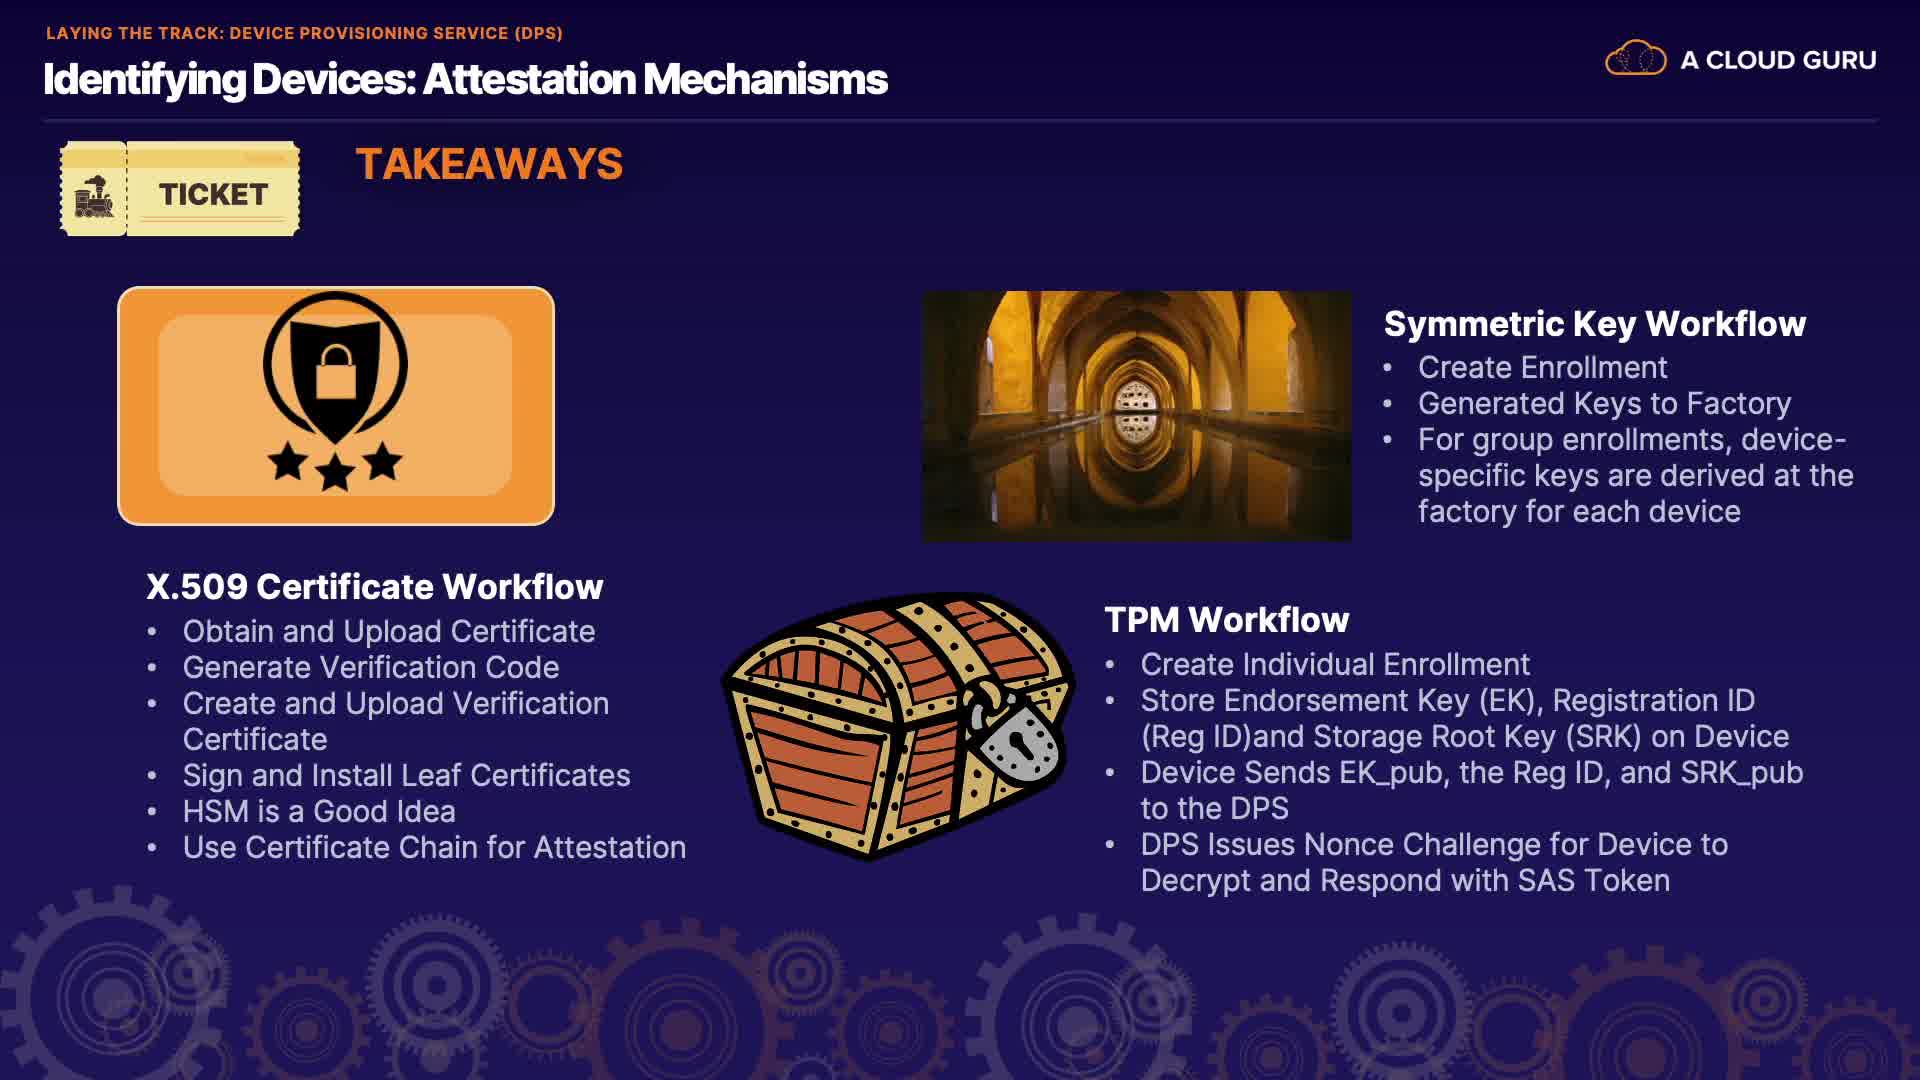 LAYING THE TRACK: DEVICE PROVISIONING SERVICE (DPS)
Identifying Devices: Attestation Mechanisms
A CLOUD GURU
TICKET
TAKEAWAYS
Symmetric Key Workflow
• Create Enrollment
• Generated Keys to Factory
• For group enrollments, device-
specific keys are derived at the
factory for each device
X.509 Certificate Workflow
• Obtain and Upload Certificate
• Generate Verification Code
• Create and Upload Verification
Certificate
• Sign and Install Leaf Certificates
• HSM is a Good Idea
• Use Certificate Chain for Attestation
TPM Workflow
• Create Individual Enrollment
• Store Endorsement Key (EK), Registration ID
(Reg ID)and Storage Root Key (SRK) on Device
• Device Sends EK_pub, the Reg ID, and SRK_pub
to the DPS
• DPS Issues Nonce Challenge for Device to
Decrypt and Respond with SAS Token